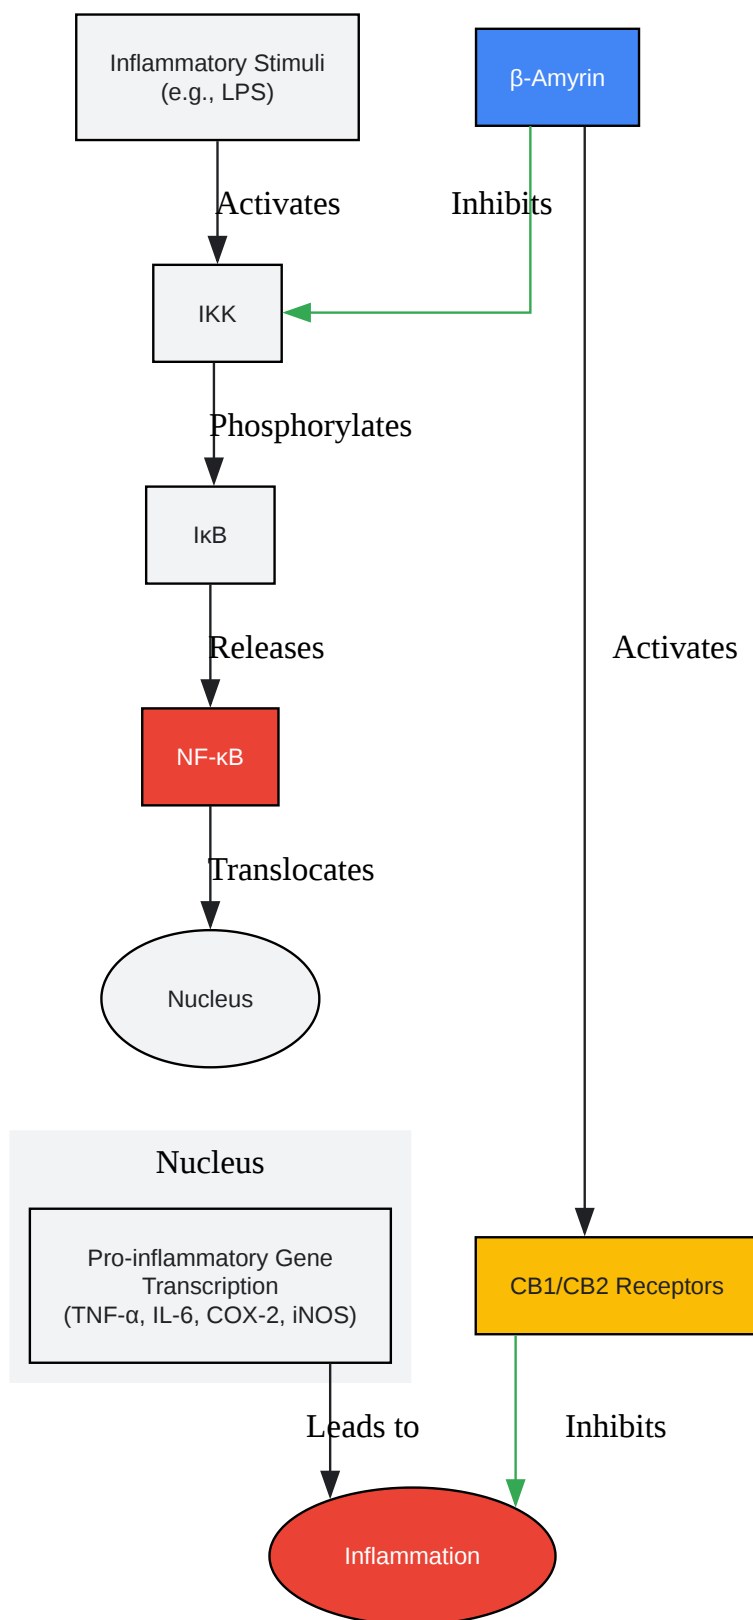 Inflammatory Stimuli
(e.g., LPS)
β-Amyrin
Activates
Inhibits
IKK
Phosphorylates
IκB
Releases
Activates
NF-κB
Translocates
Nucleus
Nucleus
Pro-inflammatory Gene
Transcription
(TNF-α, IL-6, COX-2, iNOS)
CB1/CB2 Receptors
Leads to
Inhibits
Inflammation